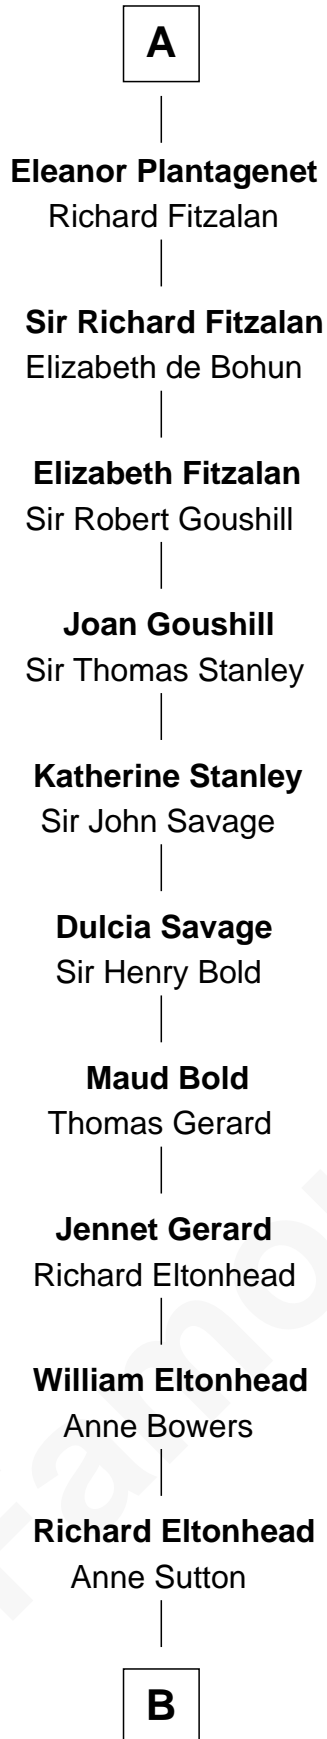 A
Eleanor Plantagenet
Richard Fitzalan
Sir Richard Fitzalan
Elizabeth de Bohun
Elizabeth Fitzalan
Sir Robert Goushill
Joan Goushill
Sir Thomas Stanley
Katherine Stanley
Sir John Savage
Dulcia Savage
Sir Henry Bold
Maud Bold
Thomas Gerard
Jennet Gerard
Richard Eltonhead
William Eltonhead
Anne Bowers
Richard Eltonhead
Anne Sutton
B